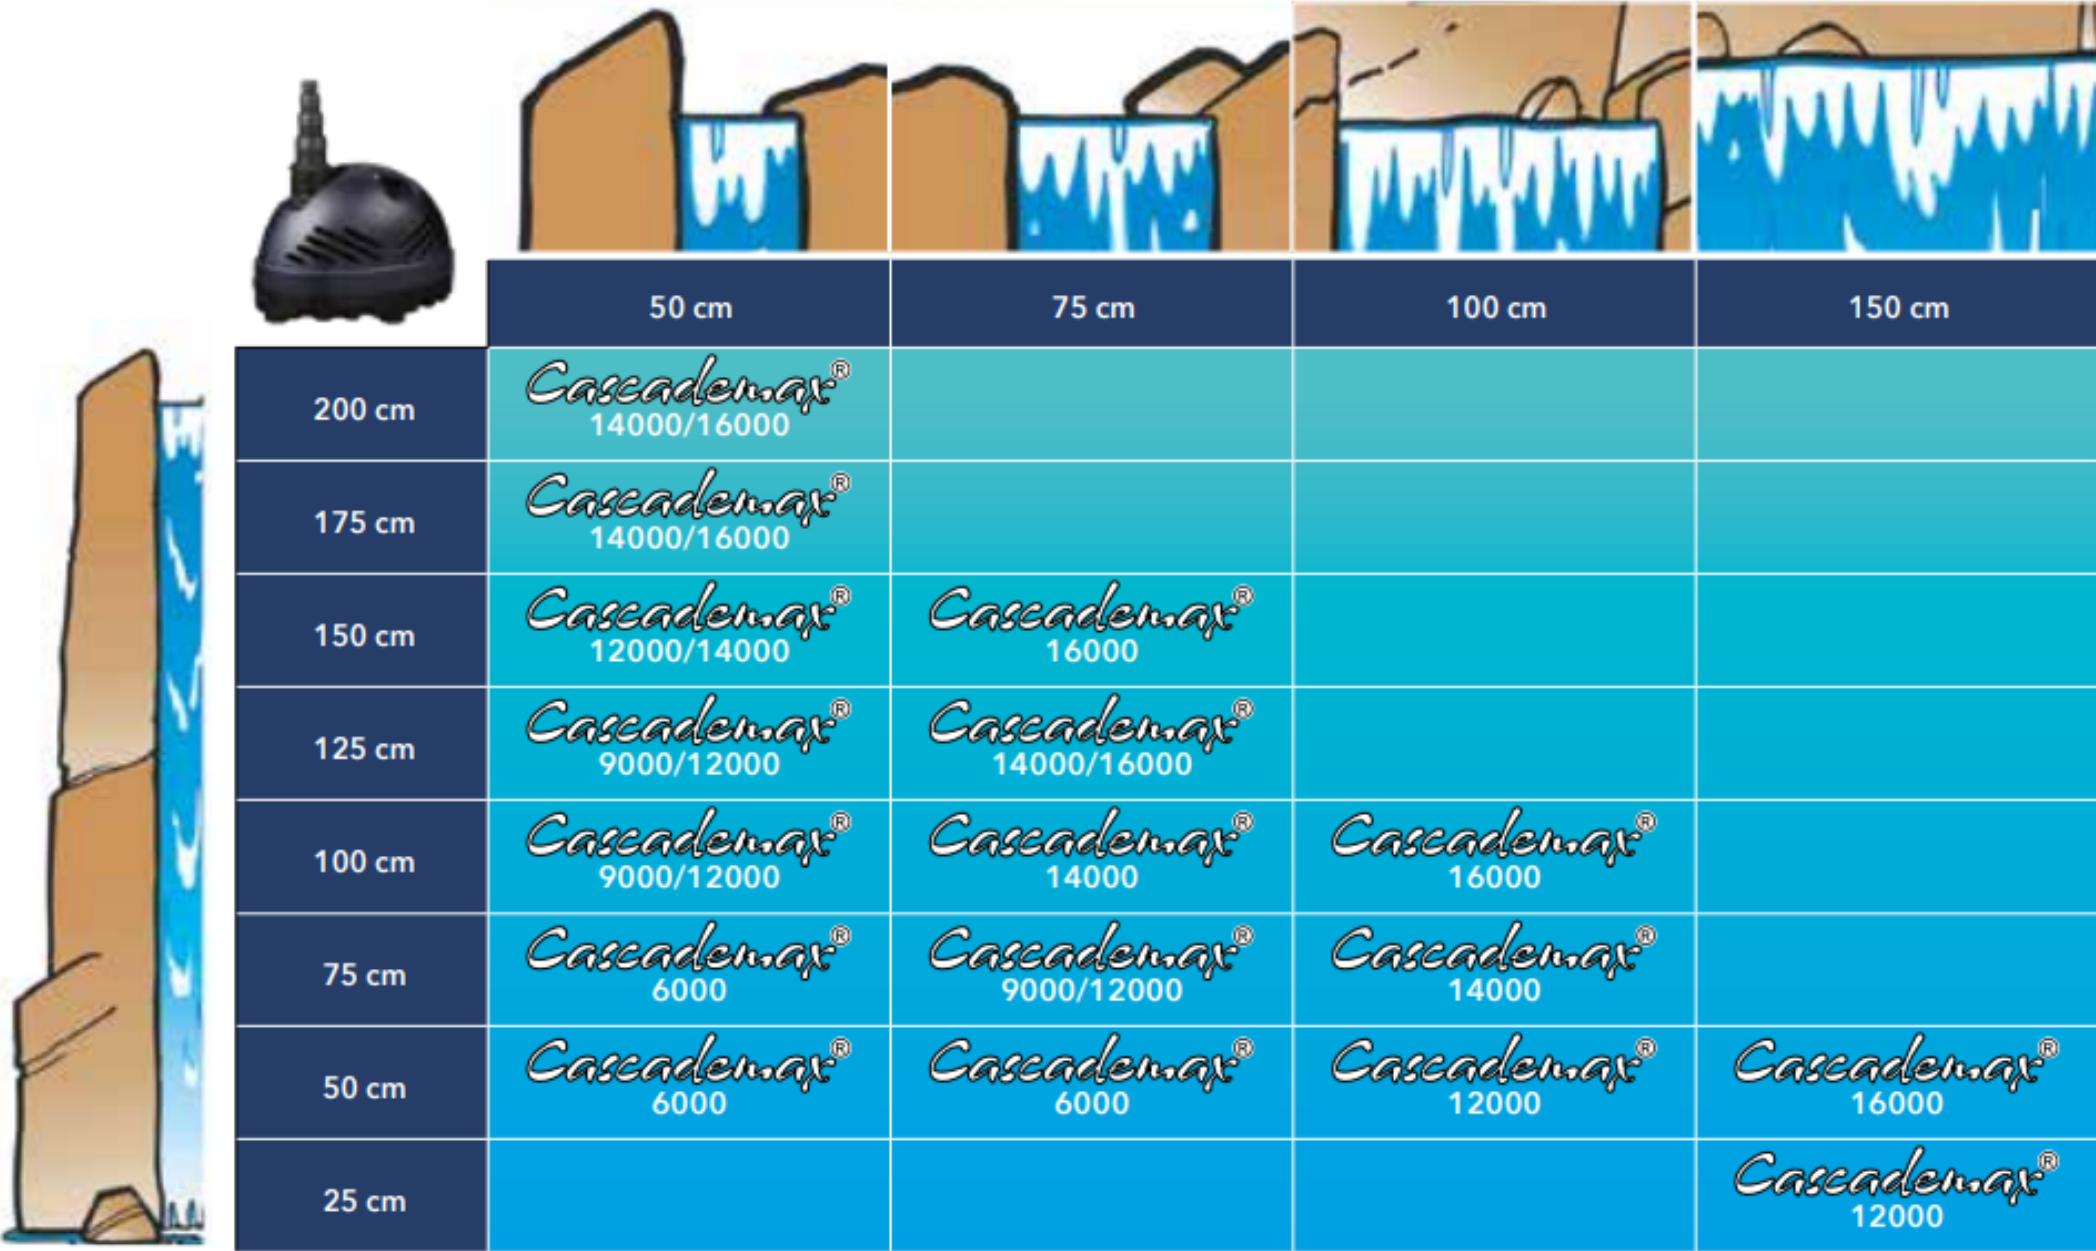 50 cm 75 cm 100 cm 150 cm
200 cm
Cascademax®
14000/16000
175 cm
Cascademax®
14000/16000
150 cm
Cascademax® Cascademax®
12000/14000 16000
125 cm
Cascademax® Cascademax®
9000/12000 14000/16000
100 cm
Cascademax® Cascademax® Cascademax®
9000/12000 14000 16000
75 cm
Cascademax® Cascademax® Cascademax®
6000 9000/12000 14000
50 cm
Cascademax® Cascademax® Cascademax® Cascademax®
6000 6000 12000 16000
25 cm
Cascademax®
12000